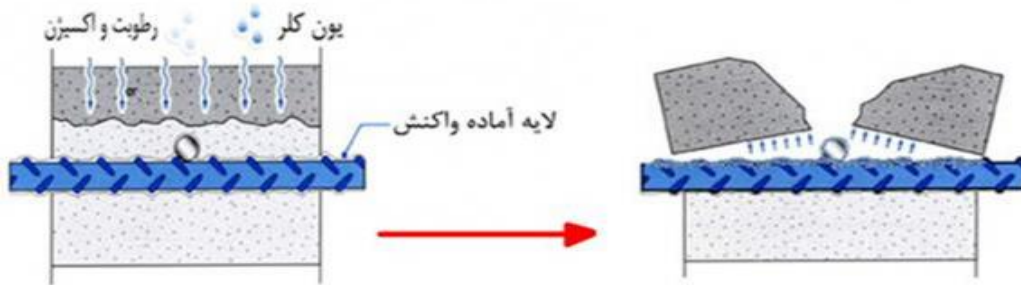 رطوبت و اکسیژن
یون کلر
لایه آماده واکنش